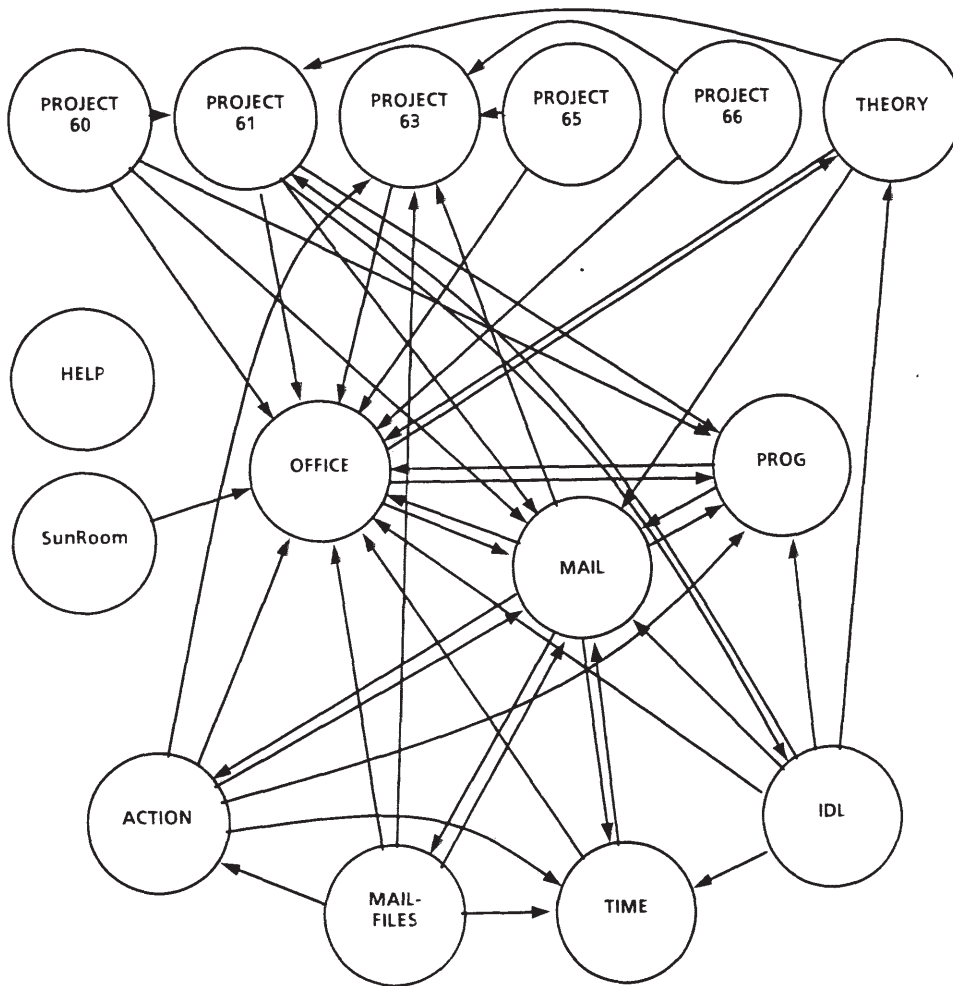 PROJECT
60
PROJECT
61
PROJECT
63
PROJECT
65
PROJECT
66
THEORY
HELP
OFFICE
PROG
SunRoom
MAIL
ACTION
IDL
MAIL-
FILES
TIME